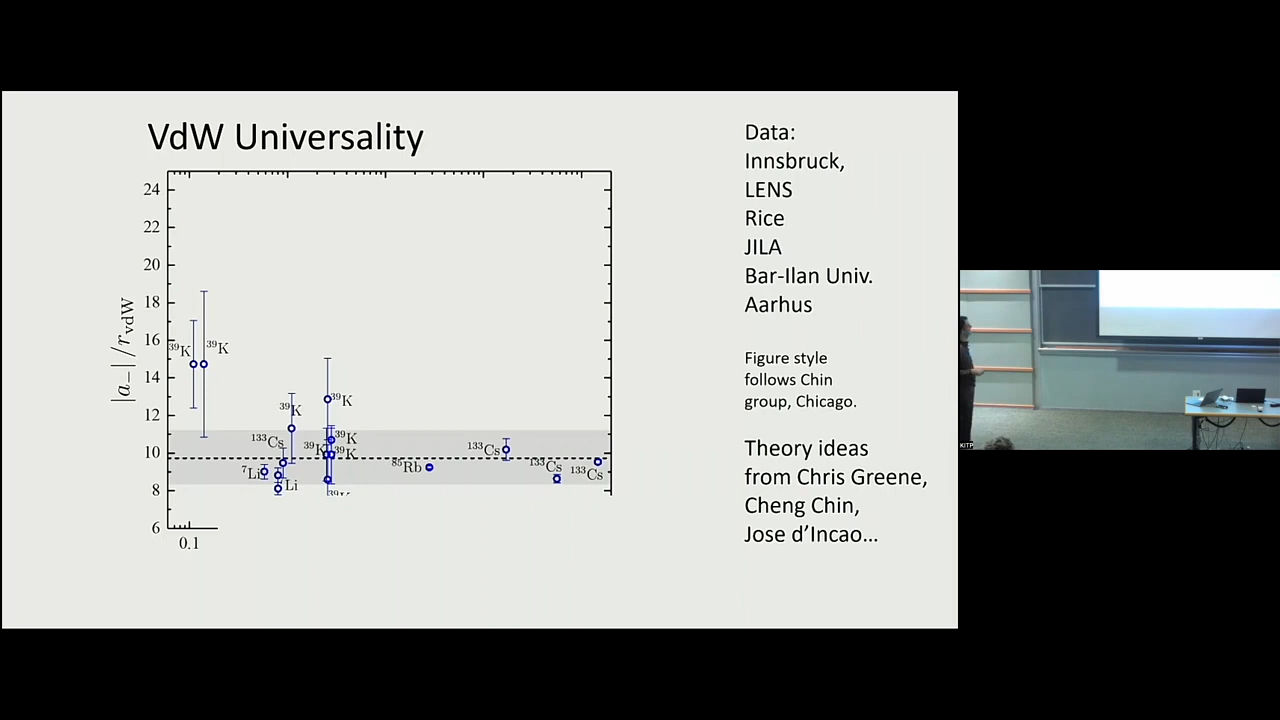 VdW Universality
24
22
20
18
16
14
12
10
8
6
0.1
|a₋| / r_vdW
³⁹K
³⁹K
³⁹K
³⁹K
¹³³Cs
³⁹K
³⁹K
³⁹K
⁷Li
Li
³⁹K
⁸⁵Rb
¹³³Cs
¹³³Cs
¹³³Cs
Data:
Innsbruck,
LENS
Rice
JILA
Bar-Ilan Univ.
Aarhus
Figure style
follows Chin
group, Chicago.
Theory ideas
from Chris Greene,
Cheng Chin,
Jose d’Incao…
KITP